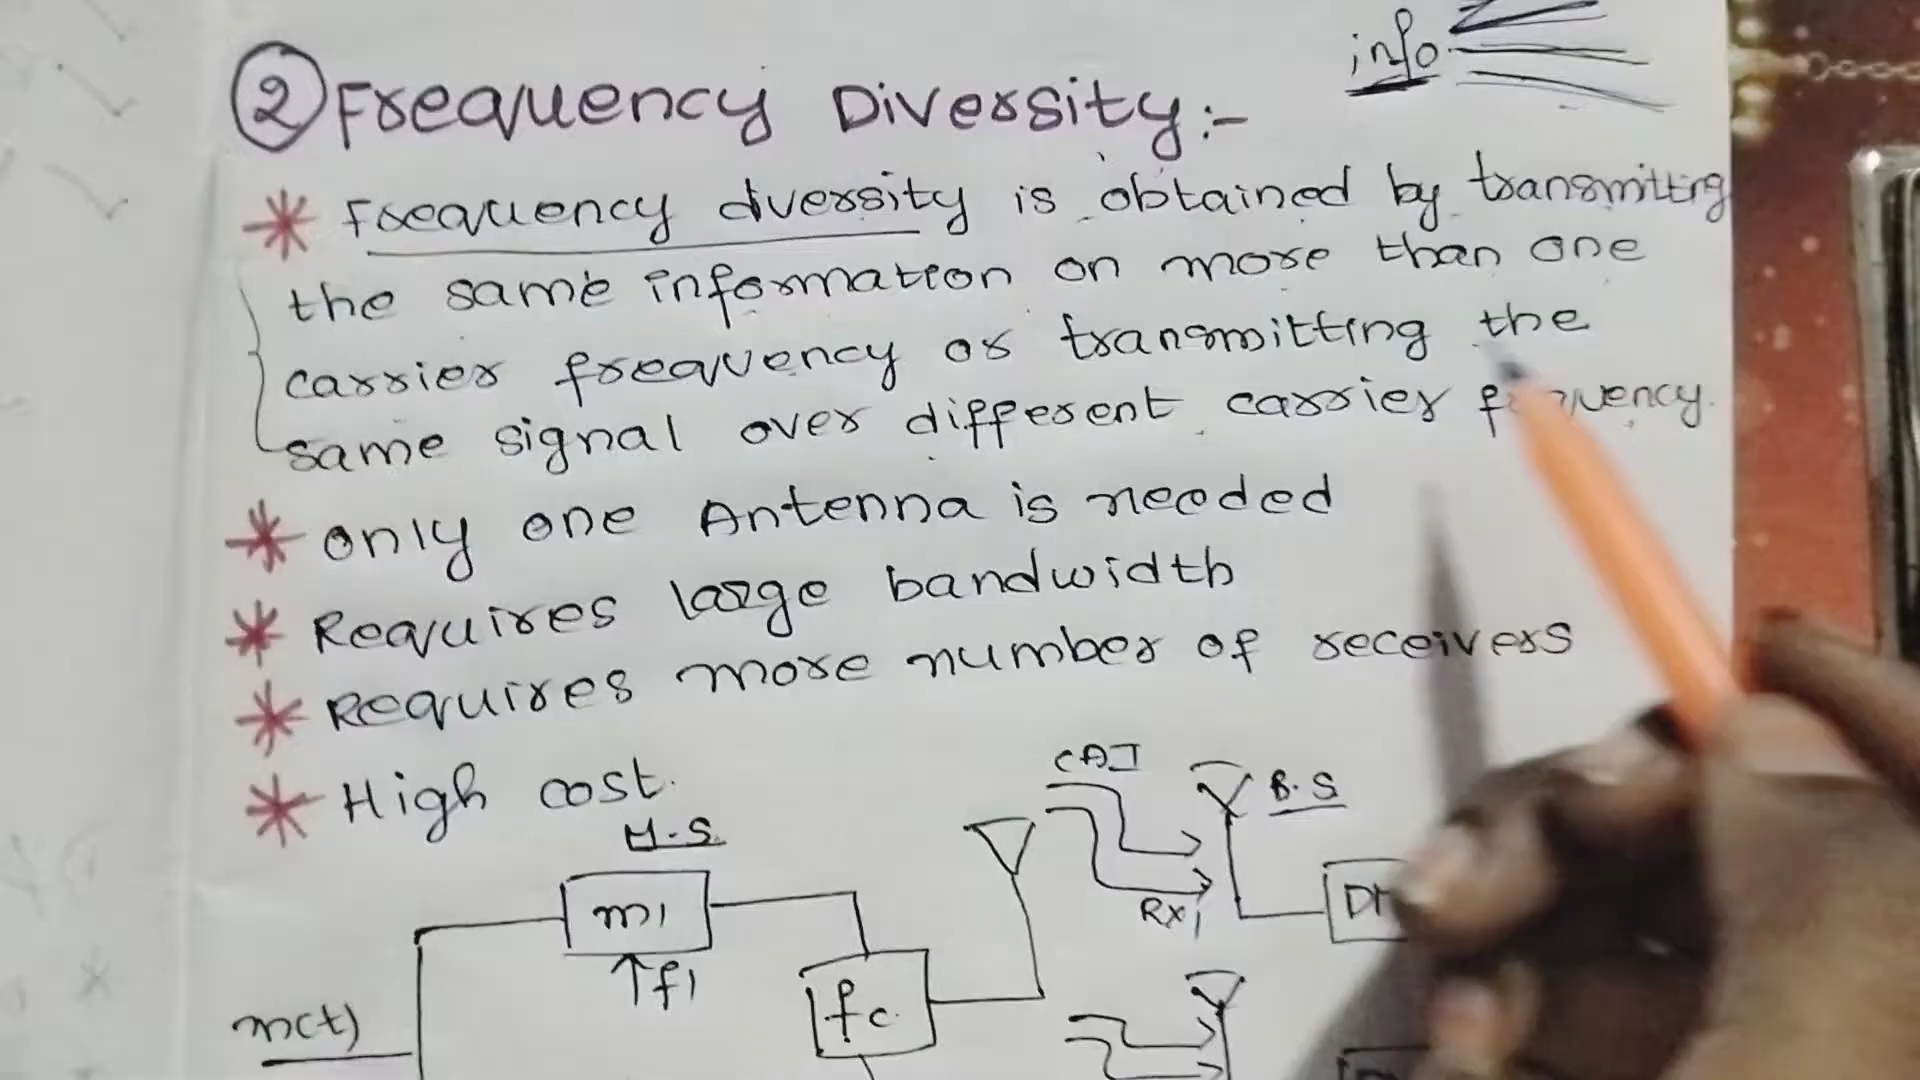 info
② Frequency Diversity:-
* Frequency diversity is obtained by transmitting
the same information on more than one
carrier frequency or transmitting the
same signal over different carrier
* Only one Antenna is needed
* Requires large bandwidth
* Requires more number of receivers
* High cost.
M.S.
B.S
m1
Rx1
↑f1
fc.
m(t)